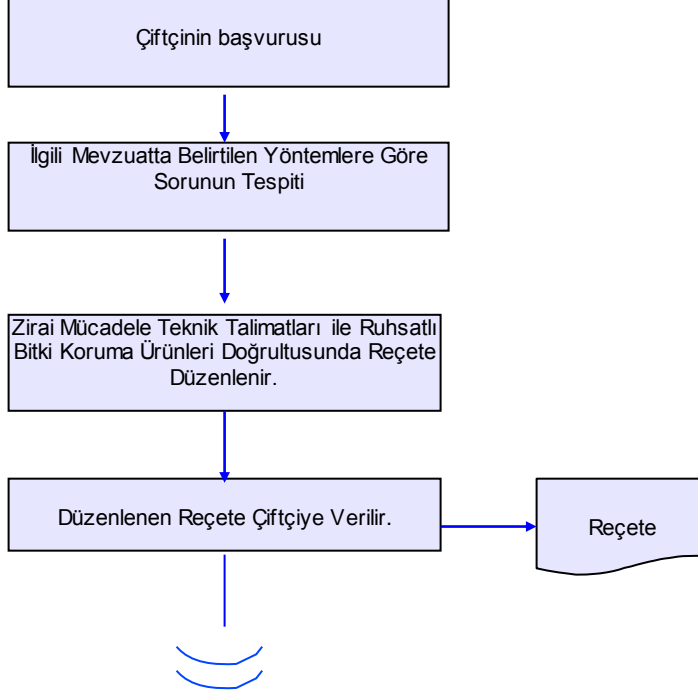 Çiftçinin başvurusu
İlgili Mevzuatta Belirtilen Yöntemlere Göre
Sorunun Tespiti
Zirai Mücadele Teknik Talimatları ile Ruhsatlı
Bitki Koruma Ürünleri Doğrultusunda Reçete
Düzenlenir.
Düzenlenen Reçete Çiftçiye Verilir.
Reçete